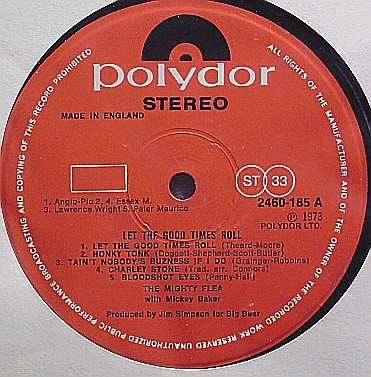 ALL RIGHTS OF THE MANUFACTURER AND OF THE OWNER OF THE RECORDED WORK RESERVED UNAUTHORIZED PUBLIC PERFORMANCE BROADCASTING AND COPYING OF THIS RECORD PROHIBITED
polydor
STEREO
MADE IN ENGLAND
ST 33
1. Anglo-Pic 2, 4. Essex M.
3. Lawrence Wright 5. Peter Maurice
2460-185 A
℗ 1973
POLYDOR LTD.
LET THE GOOD TIMES ROLL
1. LET THE GOOD TIMES ROLL (Theard-Moore)
2. HONKY TONK (Doggett-Shepherd-Scott-Butler)
3. TAIN'T NOBODY'S BUZNESS IF I DO (Grainger-Robbins)
4. CHARLEY STONE (Trad. arr. Connors)
5. BLOODSHOT EYES (Penny-Hall)
THE MIGHTY FLEA
with Mickey Baker
Produced by Jim Simpson for Big Bear